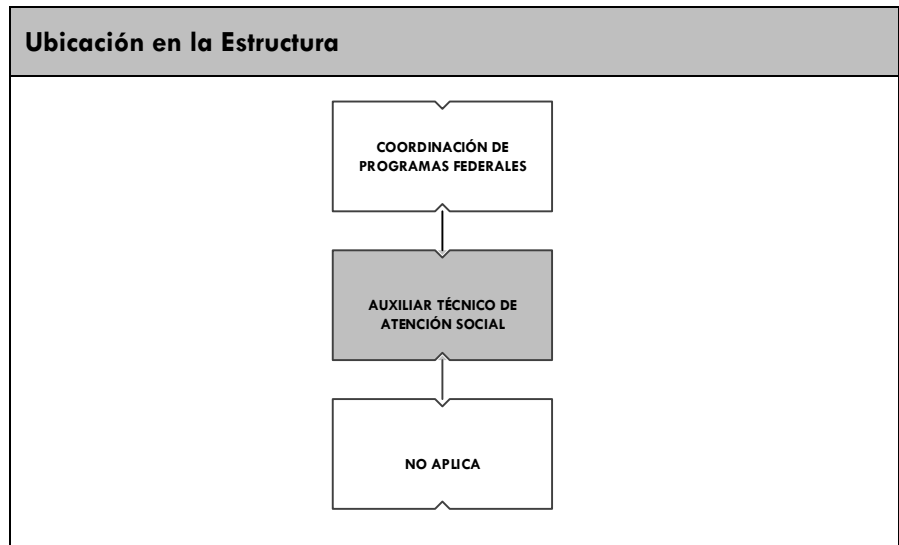 Ubicación en la Estructura
COORDINACIÓN DE
PROGRAMAS FEDERALES
AUXILIAR TÉCNICO DE
ATENCIÓN SOCIAL
NO APLICA